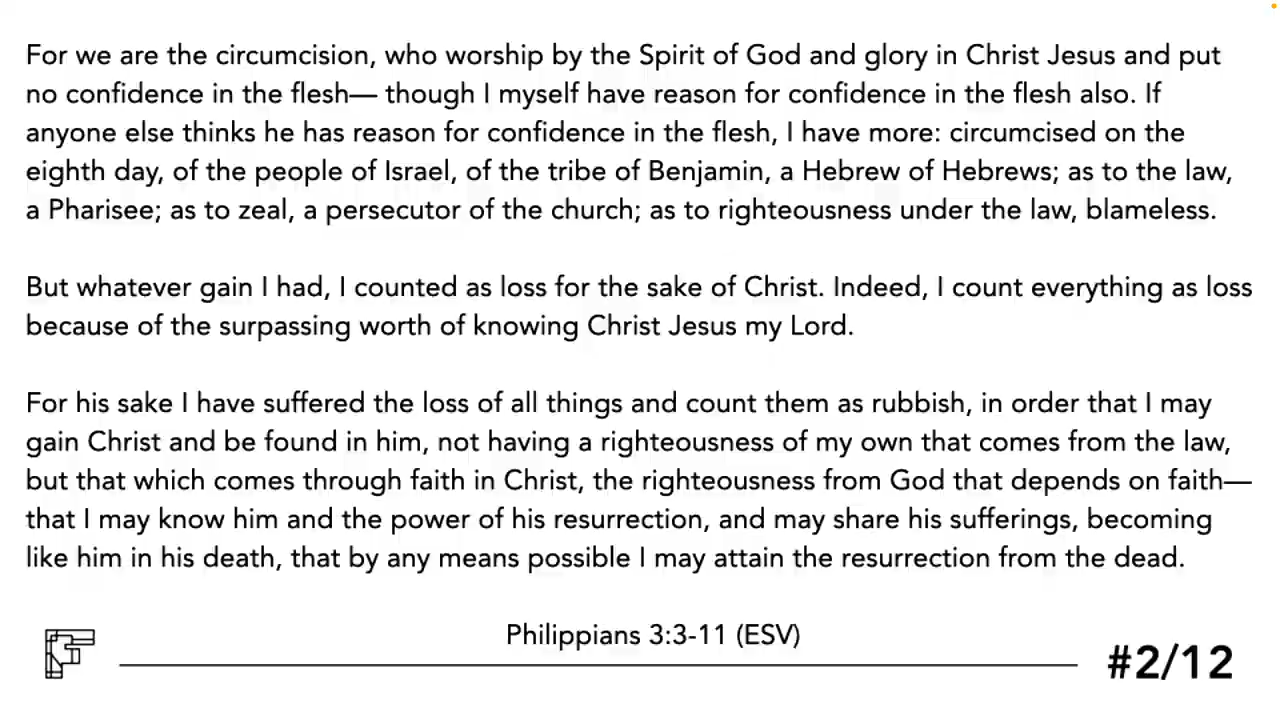 For we are the circumcision, who worship by the Spirit of God and glory in Christ Jesus and put
no confidence in the flesh— though I myself have reason for confidence in the flesh also. If
anyone else thinks he has reason for confidence in the flesh, I have more: circumcised on the
eighth day, of the people of Israel, of the tribe of Benjamin, a Hebrew of Hebrews; as to the law,
a Pharisee; as to zeal, a persecutor of the church; as to righteousness under the law, blameless.
But whatever gain I had, I counted as loss for the sake of Christ. Indeed, I count everything as loss
because of the surpassing worth of knowing Christ Jesus my Lord.
For his sake I have suffered the loss of all things and count them as rubbish, in order that I may
gain Christ and be found in him, not having a righteousness of my own that comes from the law,
but that which comes through faith in Christ, the righteousness from God that depends on faith—
that I may know him and the power of his resurrection, and may share his sufferings, becoming
like him in his death, that by any means possible I may attain the resurrection from the dead.
Philippians 3:3-11 (ESV)
#2/12